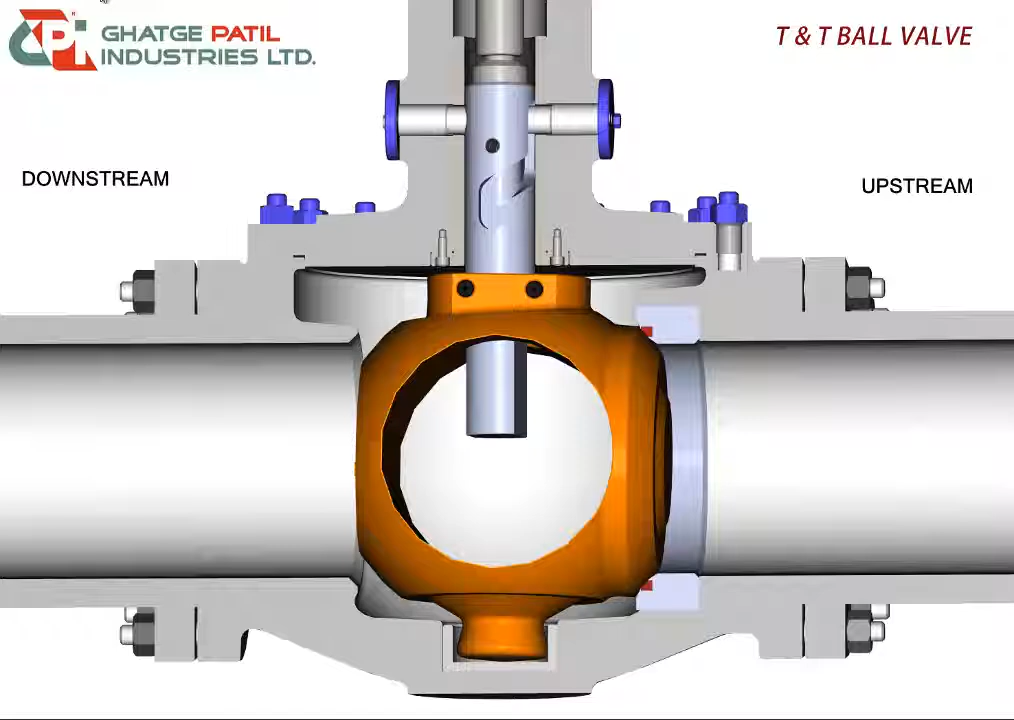 GHATGE PATIL
INDUSTRIES LTD.
T & T BALL VALVE
DOWNSTREAM
UPSTREAM